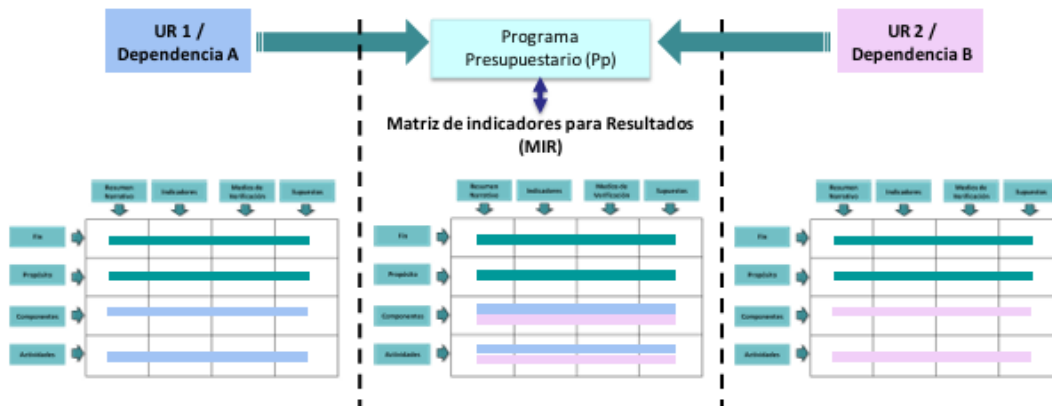 UR 1 /
Dependencia A
Programa
Presupuestario (Pp)
UR 2 /
Dependencia B
Matriz de indicadores para Resultados
(MIR)
Resumen
Narrativo
Indicadores
Medios de
Verificación
Supuestos
Fin
Propósito
Componentes
Actividades
Resumen
Narrativo
Indicadores
Medios de
Verificación
Supuestos
Fin
Propósito
Componentes
Actividades
Resumen
Narrativo
Indicadores
Medios de
Verificación
Supuestos
Fin
Propósito
Componentes
Actividades